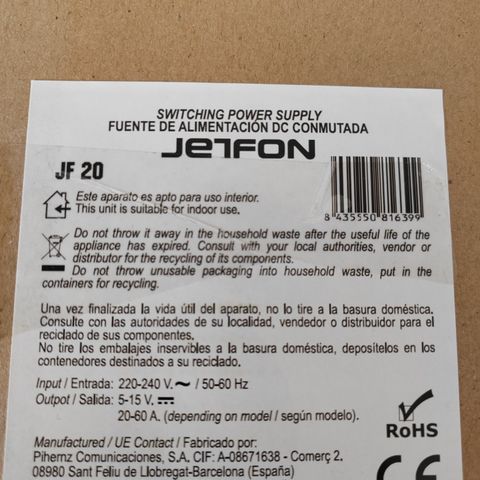 SWITCHING POWER SUPPLY
FUENTE DE ALIMENTACIÓN DC CONMUTADA
JETFON
JF 20
8 435550 816399
Este aparato es apto para uso interior.
This unit is suitable for indoor use.
Do not throw it away in the household waste after the useful life of the
appliance has expired. Consult with your local authorities, vendor or
distributor for the recycling of its components.
Do not throw unusable packaging into household waste, put in the
containers for recycling.
Una vez finalizada la vida útil del aparato, no lo tire a la basura doméstica.
Consulte con las autoridades de su localidad, vendedor o distribuidor para el
reciclado de sus componentes.
No tire los embalajes inservibles a la basura doméstica, deposítelos en los
contenedores destinados a su reciclado.
Input / Entrada: 220-240 V. ~ / 50-60 Hz
Output / Salida: 5-15 V. ⎓
20-60 A. (depending on model / según modelo).
Manufacturer / UE Contact / Fabricado por:
Pihernz Comunicacions - CIF: A-08671638 - Comerç 2.
08980 Sant Feliu de Llobregat-Barcelona (España)
RoHS
CE